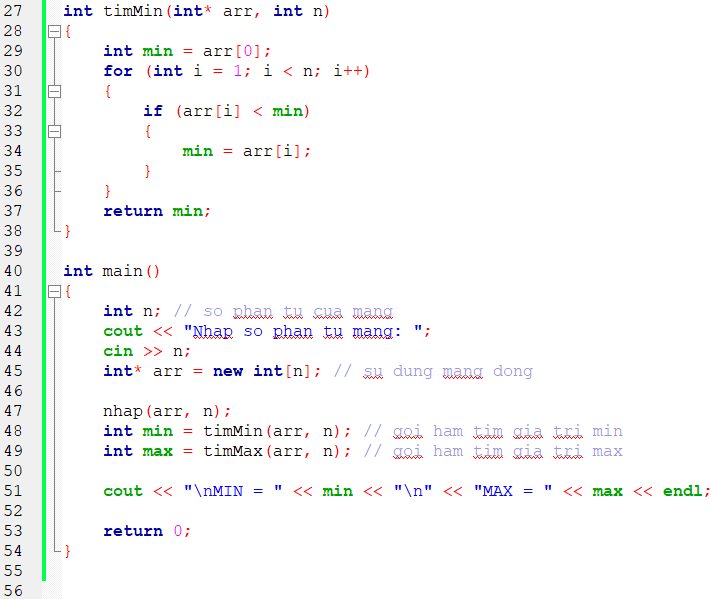 27 int timMin(int* arr, int n)
28 {
29 int min = arr[0];
30 for (int i = 1; i < n; i++)
31 {
32 if (arr[i] < min)
33 {
34 min = arr[i];
35 }
36 }
37 return min;
38 }
39
40 int main()
41 {
42 int n; // so phan tu cua mang
43 cout << "Nhap so phan tu mang: ";
44 cin >> n;
45 int* arr = new int[n]; // su dung mang dong
46
47 nhap(arr, n);
48 int min = timMin(arr, n); // goi ham tim gia tri min
49 int max = timMax(arr, n); // goi ham tim gia tri max
50
51 cout << "\nMIN = " << min << "\n" << "MAX = " << max << endl;
52
53 return 0;
54 }
55
56